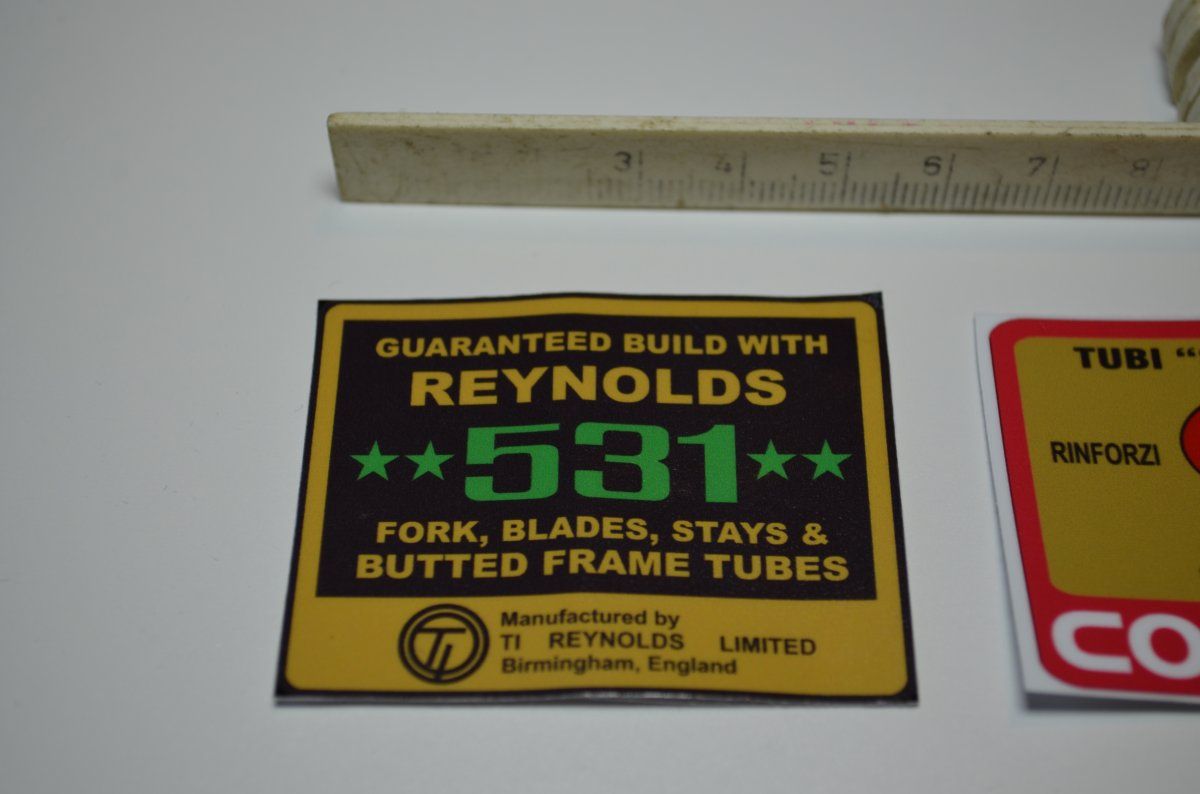 3 4 5 6 7 8
GUARANTEED BUILD WITH
REYNOLDS
531
FORK, BLADES, STAYS &
BUTTED FRAME TUBES
TI
Manufactured by
TI REYNOLDS LIMITED
Birmingham, England
TUBI “
RINFORZI
CO